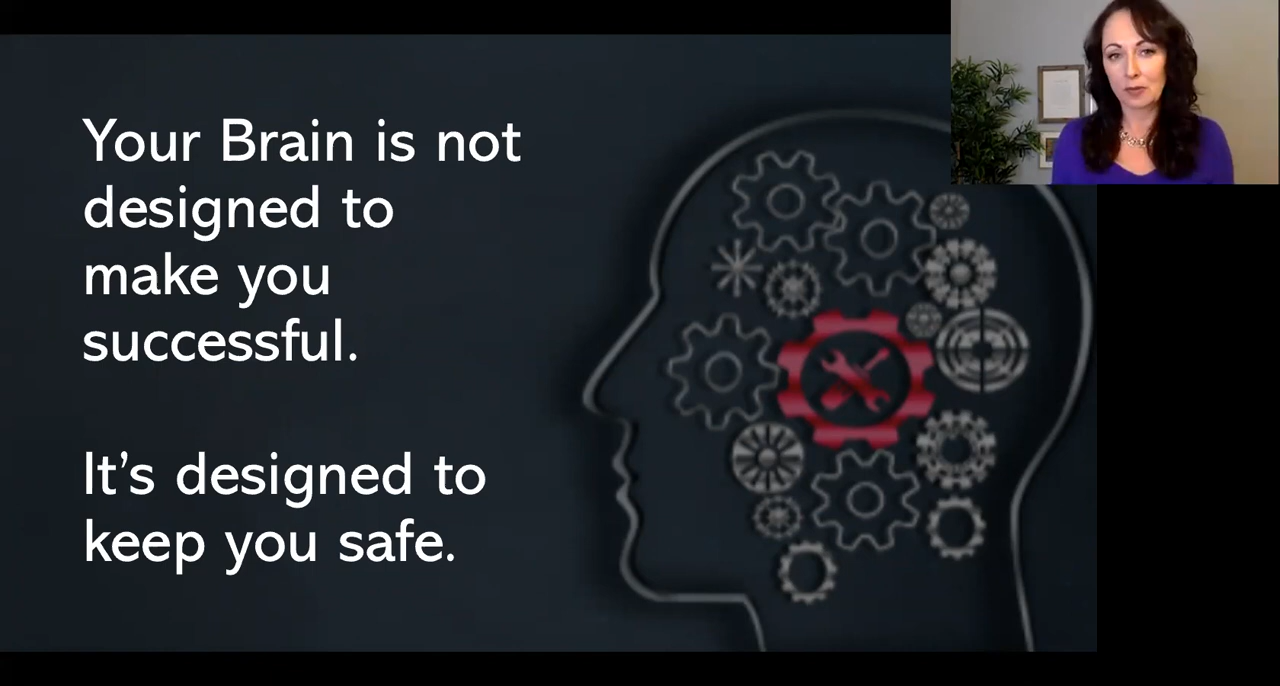 Your Brain is not
designed to
make you
successful.
It’s designed to
keep you safe.